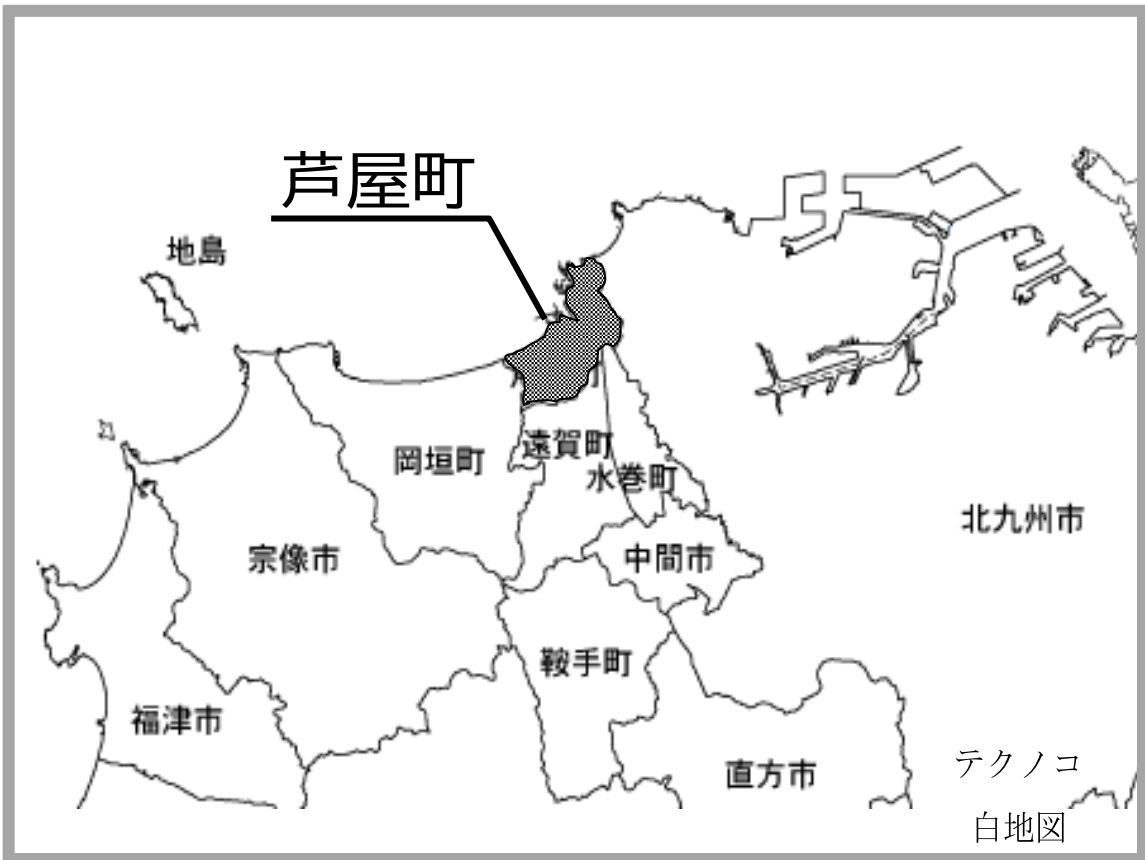 芦屋町
地島
遠賀町
岡垣町
水巻町
北九州市
宗像市
中間市
鞍手町
福津市
直方市
テクノコ
白地図